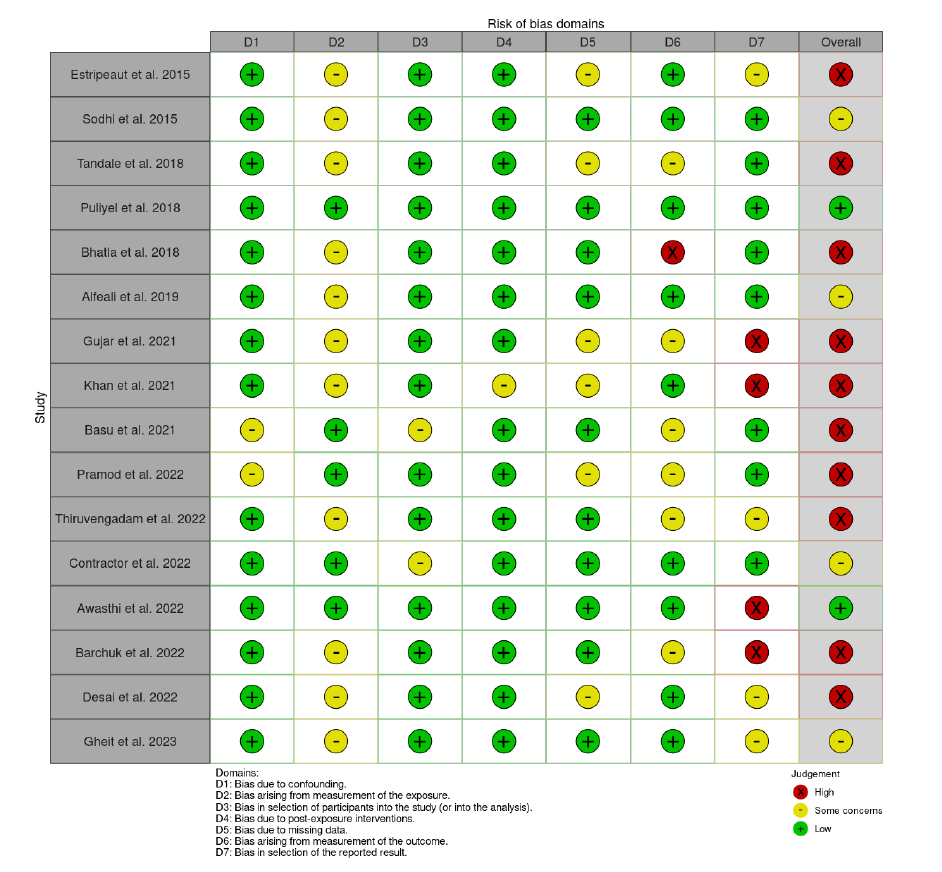 Risk of bias domains
D1 D2 D3 D4 D5 D6 D7 Overall
Estripeaut et al. 2015 + - + + - + - X
Sodhi et al. 2015 + - + + + + + -
Tandale et al. 2018 + - + + - - + X
Puliyel et al. 2018 + + + + + + + +
Bhatla et al. 2018 + - + + + X + X
Alfeali et al. 2019 + - + + + + + -
Gujar et al. 2021 + - + + - - X X
Khan et al. 2021 + - + - - + X X
Study
Basu et al. 2021 - + - + + - + X
Pramod et al. 2022 - + + + - - + X
Thiruvengadam et al. 2022 + - + + + - - X
Contractor et al. 2022 + + - + + + + -
Awasthi et al. 2022 + + + + + + X +
Barchuk et al. 2022 + - + + + - X X
Desai et al. 2022 + - + + - + - X
Gheit et al. 2023 + - + + + + - -
Domains:
D1: Bias due to confounding.
D2: Bias arising from measurement of the exposure.
D3: Bias in selection of participants into the study (or into the analysis).
D4: Bias due to post-exposure interventions.
D5: Bias due to missing data.
D6: Bias arising from measurement of the outcome.
D7: Bias in selection of the reported result.
Judgement
X High
- Some concerns
+ Low